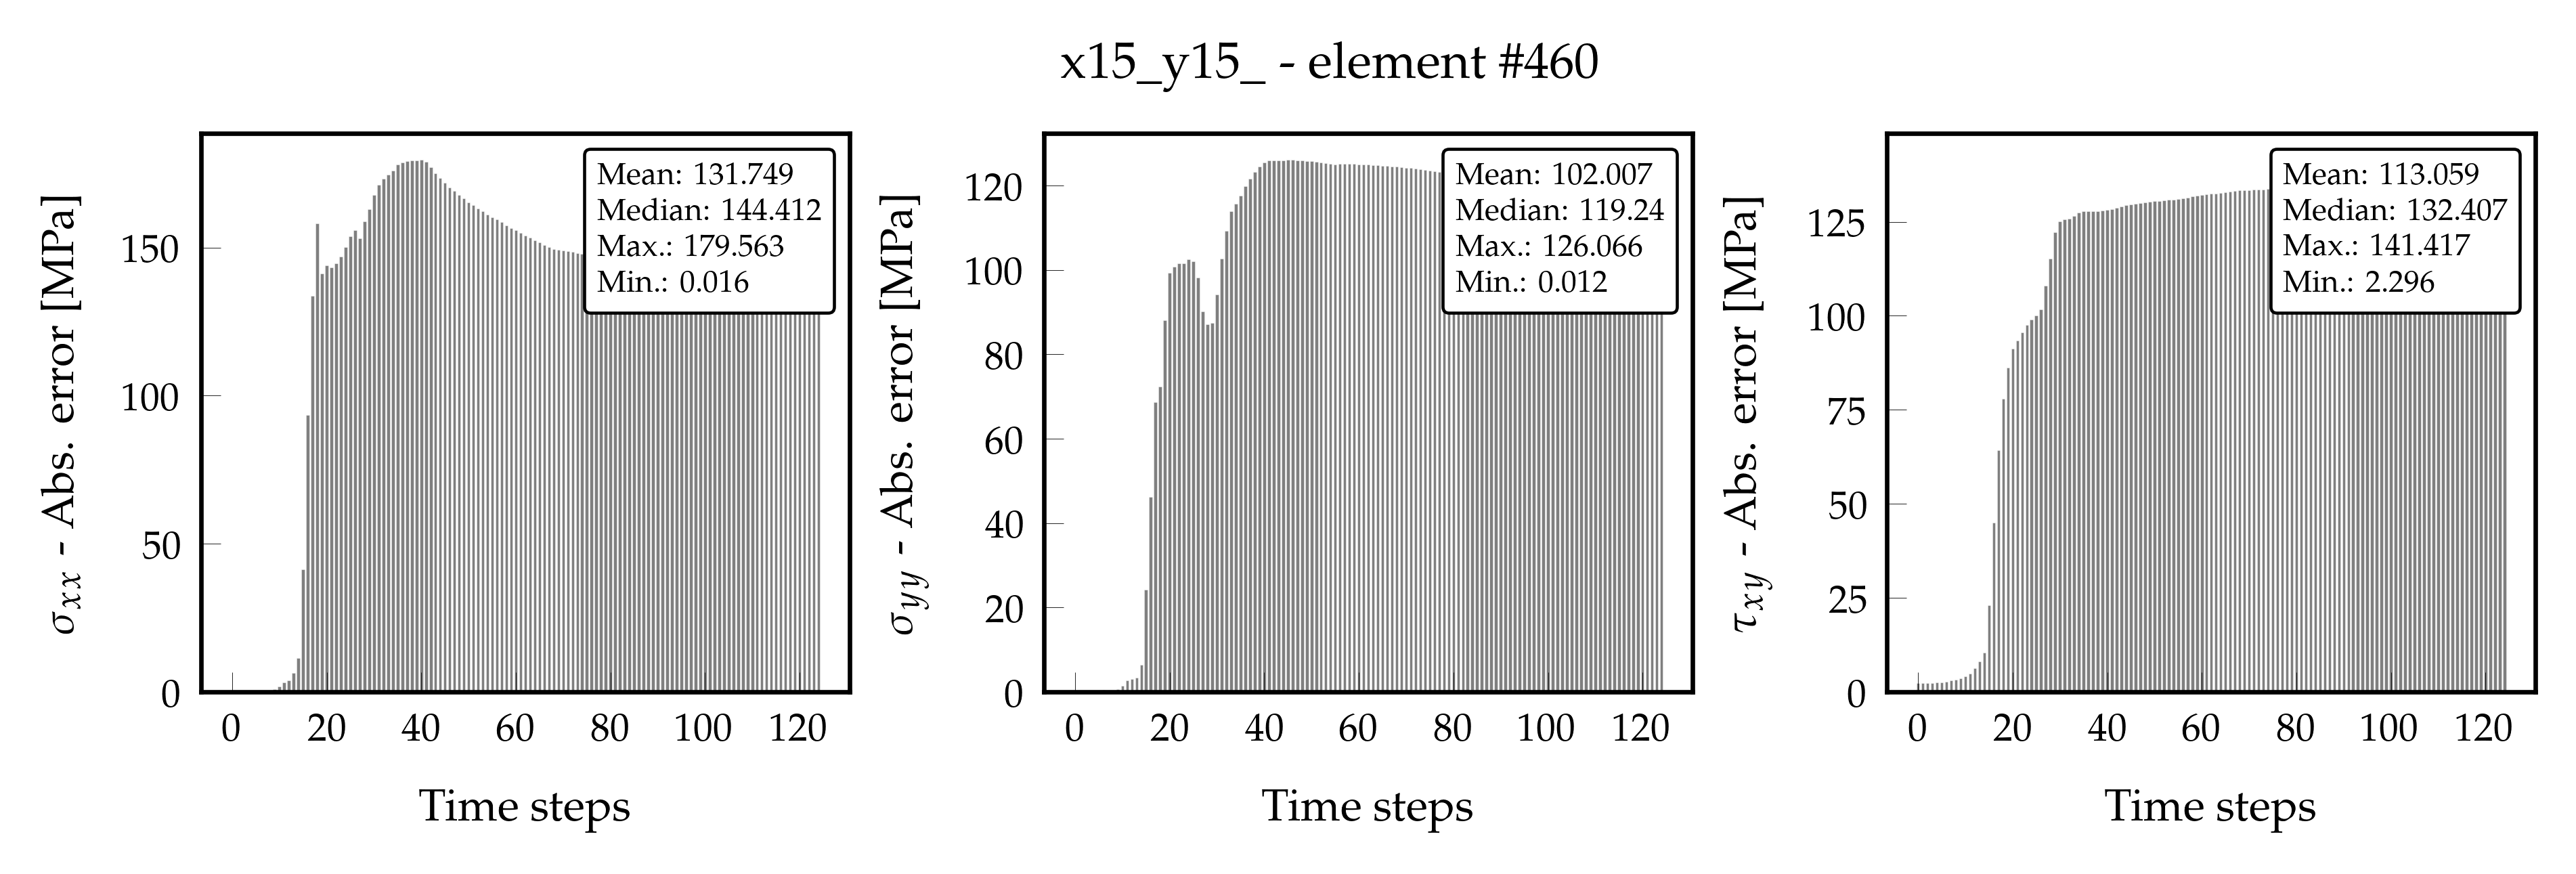 x15_y15_ - element #460
σxx - Abs. error [MPa]
150
100
50
0
0 20 40 60 80 100 120
Time steps
Mean: 131.749
Median: 144.412
Max.: 179.563
Min.: 0.016
σyy - Abs. error [MPa]
120
100
80
60
40
20
0
0 20 40 60 80 100 120
Time steps
Mean: 102.007
Median: 119.24
Max.: 126.066
Min.: 0.012
τxy - Abs. error [MPa]
125
100
75
50
25
0
0 20 40 60 80 100 120
Time steps
Mean: 113.059
Median: 132.407
Max.: 141.417
Min.: 2.296